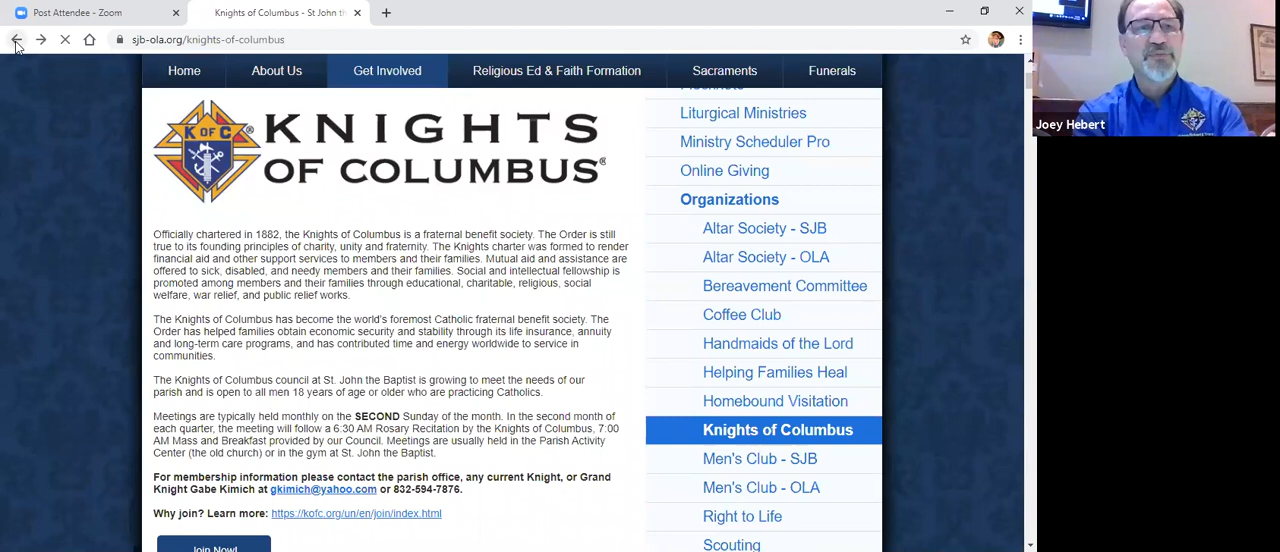 Post Attendee - Zoom
Knights of Columbus - St John th
sjb-ola.org/knights-of-columbus
Home
About Us
Get Involved
Religious Ed & Faith Formation
Sacraments
Funerals
K OF C
KNIGHTS
OF COLUMBUS®
Officially chartered in 1882, the Knights of Columbus is a fraternal benefit society. The Order is still
true to its founding principles of charity, unity and fraternity. The Knights charter was formed to render
financial aid and other support services to members and their families. Mutual aid and assistance are
offered to sick, disabled, and needy members and their families. Social and intellectual fellowship is
promoted among members and their families through educational, charitable, religious, social
welfare, war relief, and public relief works.
The Knights of Columbus has become the world's foremost Catholic fraternal benefit society. The
Order has helped families obtain economic security and stability through its life insurance, annuity
and long-term care programs, and has contributed time and energy worldwide to service in
communities.
The Knights of Columbus council at St. John the Baptist is growing to meet the needs of our
parish and is open to all men 18 years of age or older who are practicing Catholics.
Meetings are typically held monthly on the SECOND Sunday of the month. In the second month of
each quarter, the meeting will follow a 6:30 AM Rosary Recitation by the Knights of Columbus, 7:00
AM Mass and Breakfast provided by our Council. Meetings are usually held in the Parish Activity
Center (the old church) or in the gym at St. John the Baptist.
For membership information please contact the parish office, any current Knight, or Grand
Knight Gabe Kimich at gkimich@yahoo.com or 832-594-7876.
Why join? Learn more: https://kofc.org/un/en/join/index.html
Join Now!
Liturgical Ministries
Ministry Scheduler Pro
Online Giving
Organizations
Altar Society - SJB
Altar Society - OLA
Bereavement Committee
Coffee Club
Handmaids of the Lord
Helping Families Heal
Homebound Visitation
Knights of Columbus
Men's Club - SJB
Men's Club - OLA
Right to Life
Scouting
Joey Hebert